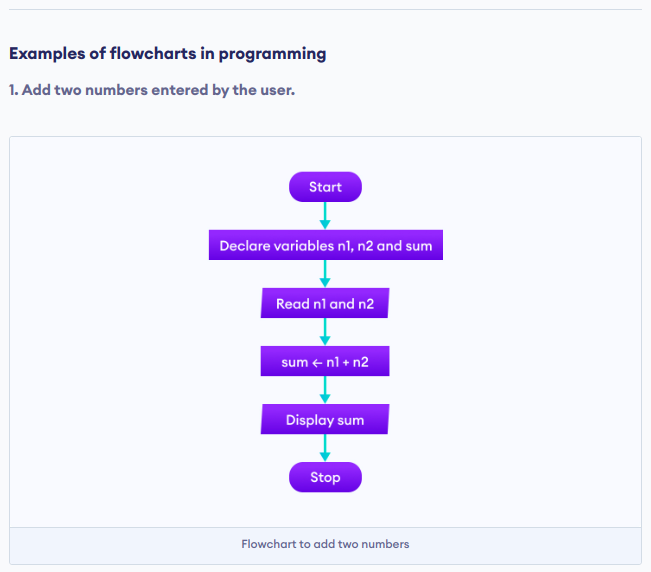 Examples of flowcharts in programming
1. Add two numbers entered by the user.
Start
Declare variables n1, n2 and sum
Read n1 and n2
sum ← n1 + n2
Display sum
Stop
Flowchart to add two numbers